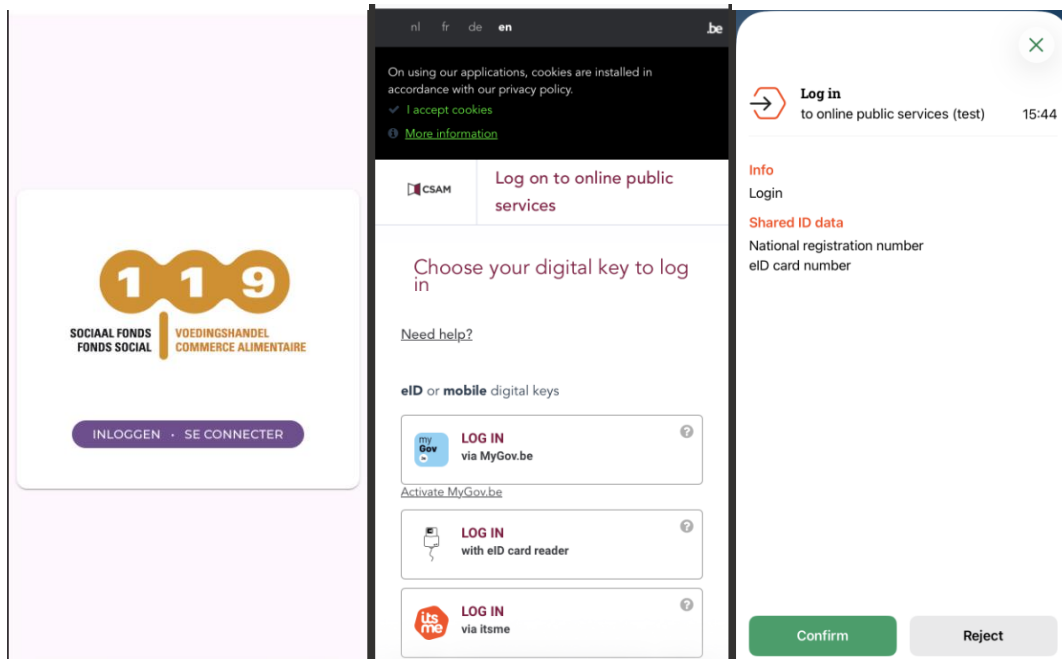 119
SOCIAAL FONDS
FONDS SOCIAL
VOEDINGSHANDEL
COMMERCE ALIMENTAIRE
INLOGGEN · SE CONNECTER
nl fr de en .be
On using our applications, cookies are installed in
accordance with our privacy policy.
I accept cookies
More information
CSAM
Log on to online public
services
Choose your digital key to log
in
Need help?
eID or mobile digital keys
my
Gov
LOG IN
via MyGov.be
?
Activate MyGov.be
LOG IN
with eID card reader
?
its
me
LOG IN
via itsme
?
Log in
to online public services (test) 15:44
Info
Login
Shared ID data
National registration number
eID card number
Confirm Reject